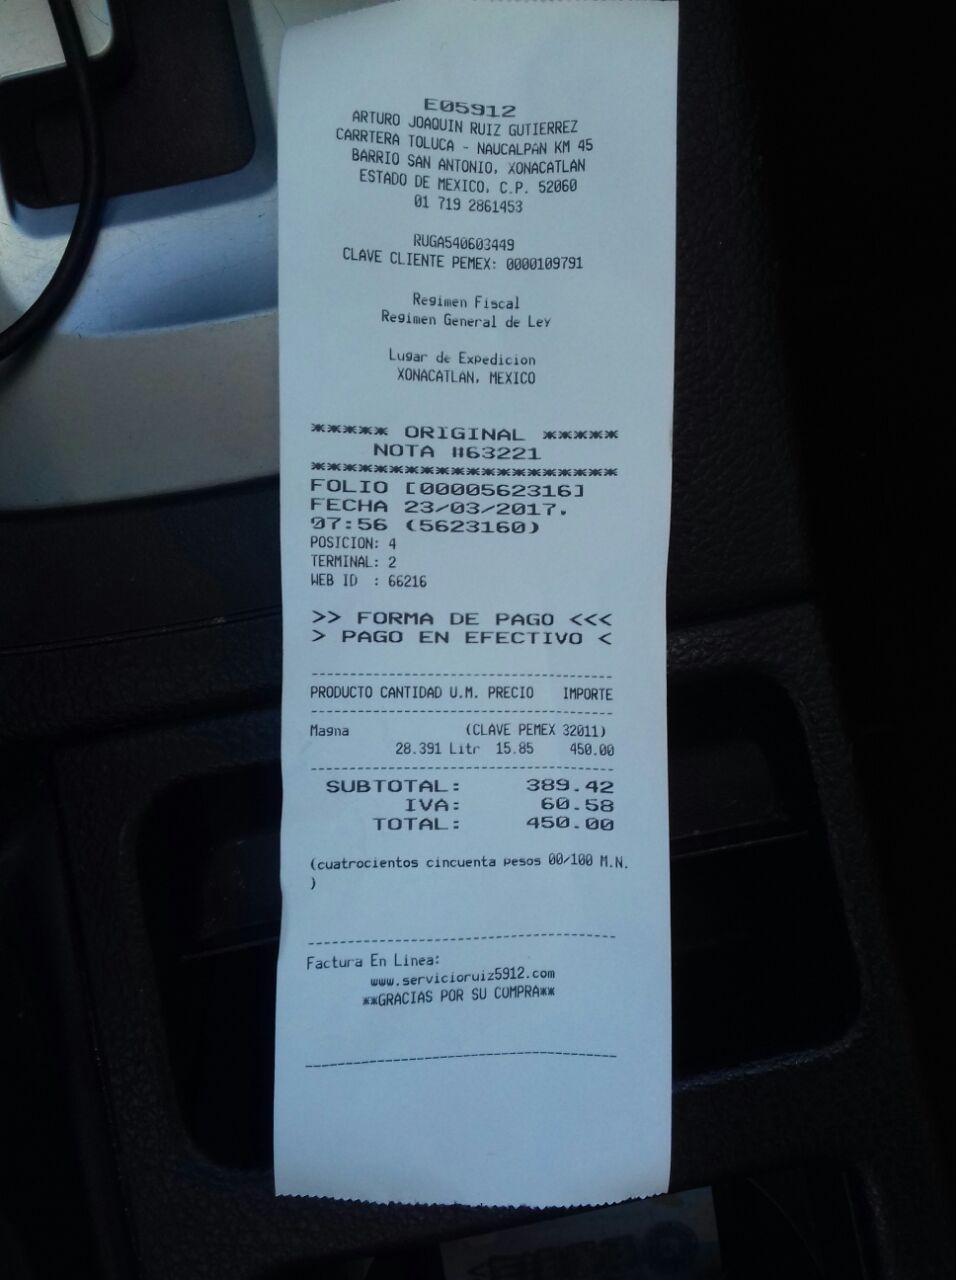 E05912
ARTURO JOAQUIN RUIZ GUTIERREZ
CARRTERA TOLUCA - NAUCALPAN KM 45
BARRIO SAN ANTONIO, XONACATLAN
ESTADO DE MEXICO, C.P. 52060
01 719 2861453
RUGA540603449
CLAVE CLIENTE PEMEX: 0000109791
Regimen Fiscal
Regimen General de Ley
Lugar de Expedicion
XONACATLAN, MEXICO
***** ORIGINAL *****
NOTA #63221
********************
FOLIO [0000562316]
FECHA 23/03/2017.
07:56 (5623160)
POSICION: 4
TERMINAL: 2
WEB ID : 66216
>> FORMA DE PAGO <<<
> PAGO EN EFECTIVO <
---------------------------------------
PRODUCTO CANTIDAD U.M. PRECIO IMPORTE
---------------------------------------
Magna (CLAVE PEMEX 32011)
28.391 Litr 15.85 450.00
---------------------------------------
SUBTOTAL: 389.42
IVA: 60.58
TOTAL: 450.00
(cuatrocientos cincuenta pesos 00/100 M.N.
)
---------------------------------------
Factura En Linea:
www.servicioruiz5912.com
**GRACIAS POR SU COMPRA**
---------------------------------------